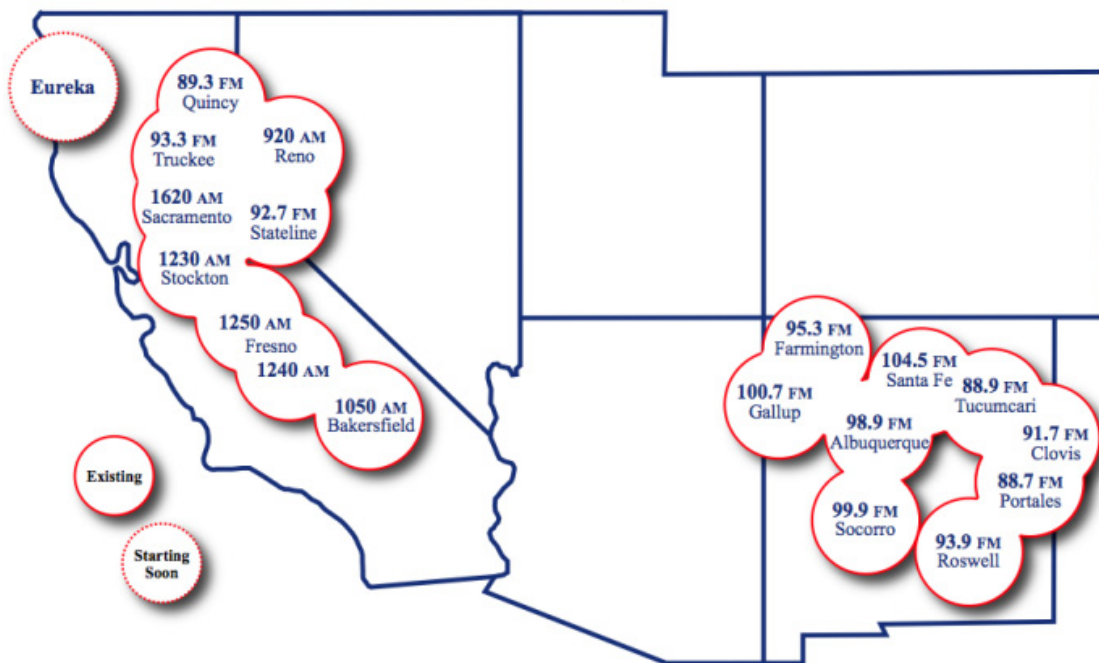 Eureka
89.3 FM
Quincy
93.3 FM
Truckee
920 AM
Reno
1620 AM
Sacramento
92.7 FM
Stateline
1230 AM
Stockton
1250 AM
Fresno
1240 AM
1050 AM
Bakersfield
Existing
Starting
Soon
95.3 FM
Farmington
104.5 FM
Santa Fe
100.7 FM
Gallup
88.9 FM
Tucumcari
98.9 FM
Albuquerque
91.7 FM
Clovis
88.7 FM
Portales
99.9 FM
Socorro
93.9 FM
Roswell